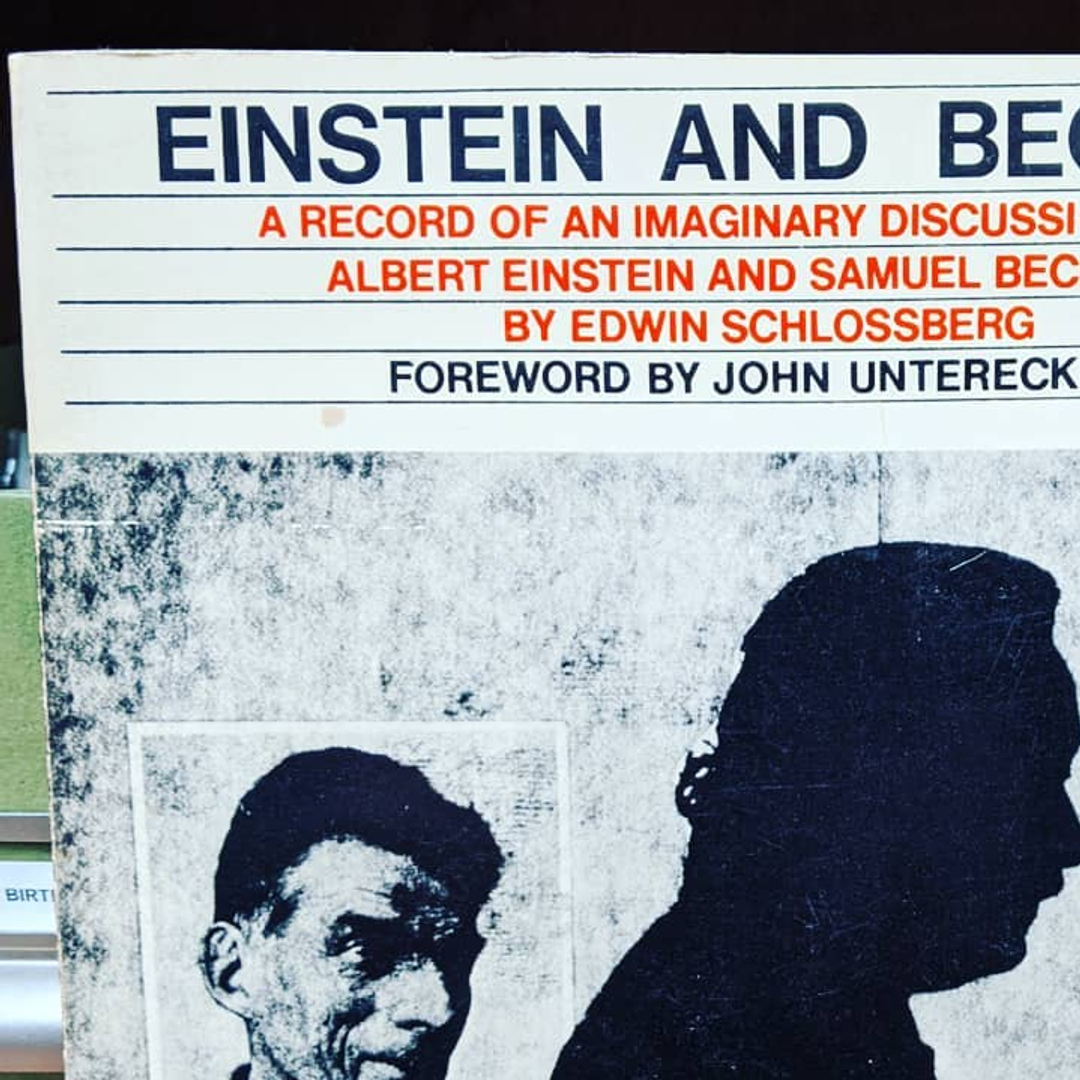 EINSTEIN AND BEC
A RECORD OF AN IMAGINARY DISCUSSI
ALBERT EINSTEIN AND SAMUEL BEC
BY EDWIN SCHLOSSBERG
FOREWORD BY JOHN UNTERECK
BIRT